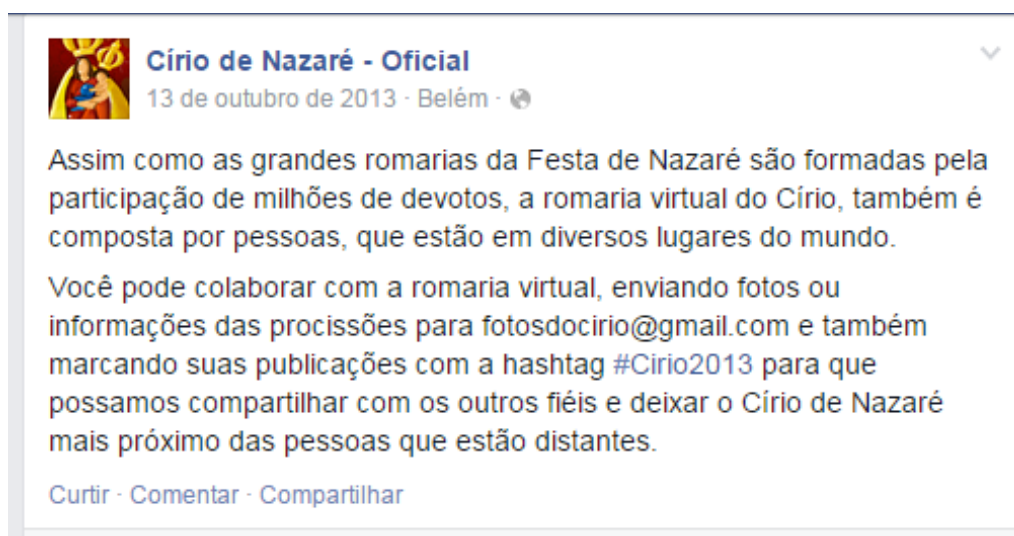 Círio de Nazaré - Oficial
13 de outubro de 2013 · Belém ·
Assim como as grandes romarias da Festa de Nazaré são formadas pela
participação de milhões de devotos, a romaria virtual do Círio, também é
composta por pessoas, que estão em diversos lugares do mundo.
Você pode colaborar com a romaria virtual, enviando fotos ou
informações das procissões para fotosdocirio@gmail.com e também
marcando suas publicações com a hashtag #Cirio2013 para que
possamos compartilhar com os outros fiéis e deixar o Círio de Nazaré
mais próximo das pessoas que estão distantes.
Curtir · Comentar · Compartilhar